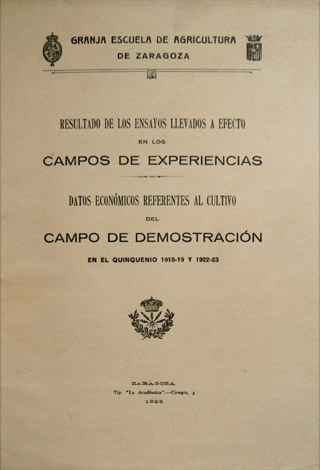 GRANJA ESCUELA DE AGRICULTURA
DE ZARAGOZA
RESULTADO DE LOS ENSAYOS LLEVADOS A EFECTO
EN LOS
CAMPOS DE EXPERIENCIAS
DATOS ECONÓMICOS REFERENTES AL CULTIVO
DEL
CAMPO DE DEMOSTRACIÓN
EN EL QUINQUENIO 1918-19 Y 1922-23
ZARAGOZA
Tip. "La Académica".—Cinegio, 3